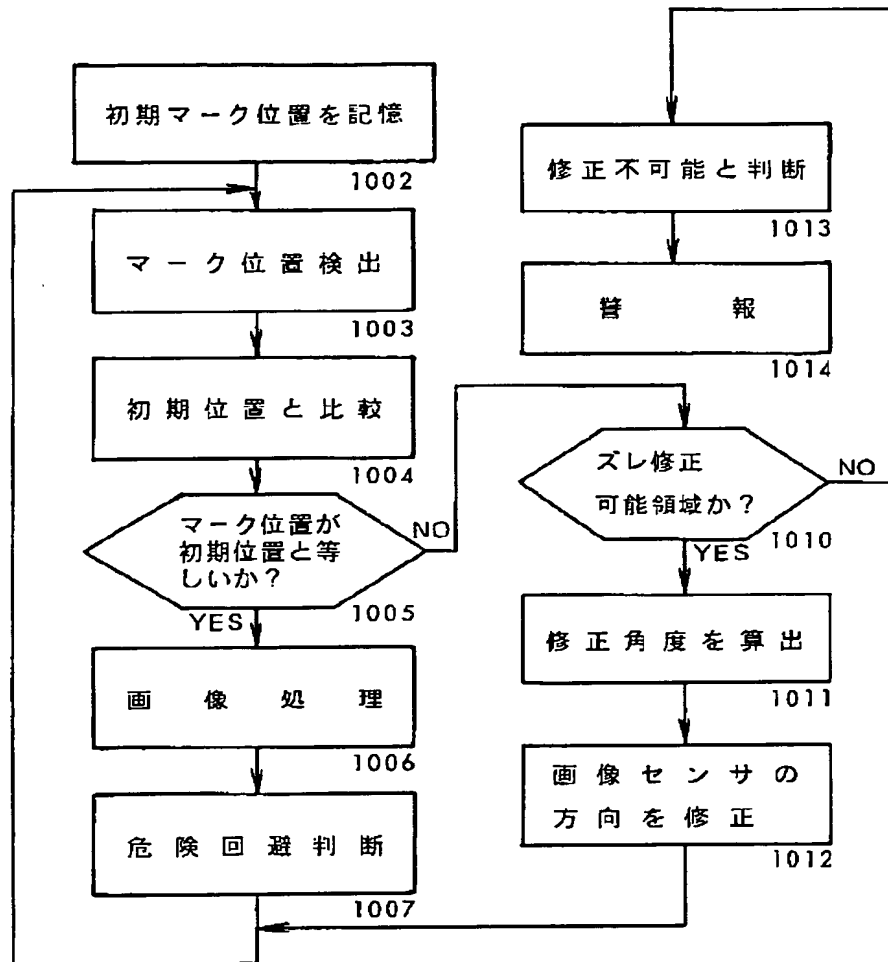 初期マーク位置を記憶
1002
マーク位置検出
1003
初期位置と比較
1004
マーク位置が
初期位置と等
しいか？
NO
YES
1005
画像処理
1006
危険回避判断
1007
修正不可能と判断
1013
警報
1014
ズレ修正
可能領域か？
NO
YES
1010
修正角度を算出
1011
画像センサの
方向を修正
1012